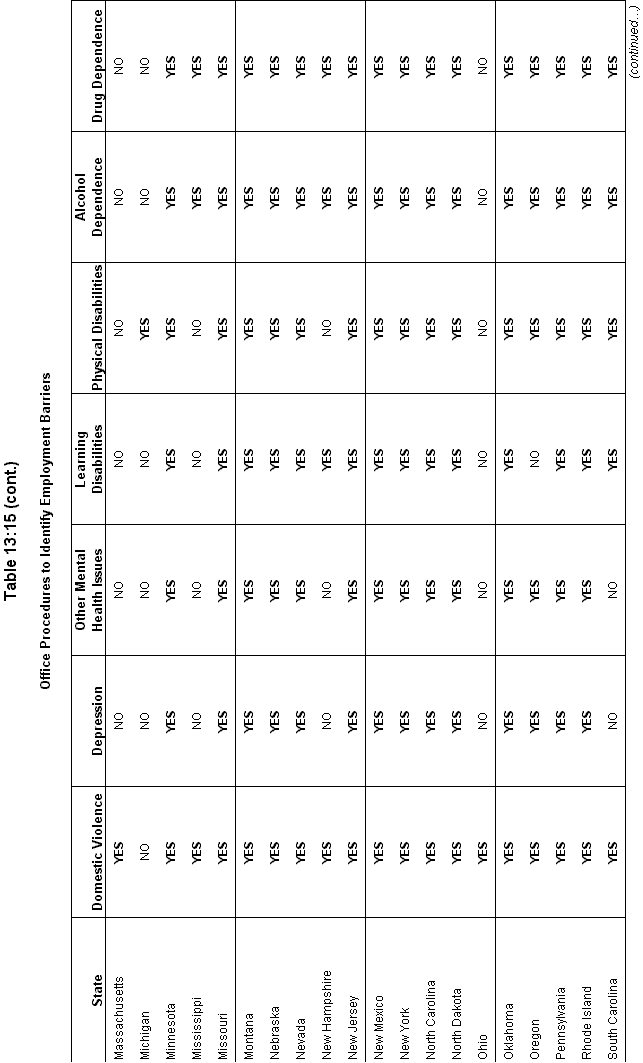 Table 13:15 (cont.)
Office Procedures to Identify Employment Barriers
State Domestic Violence Depression Other Mental Health Issues Learning Disabilities Physical Disabilities Alcohol Dependence Drug Dependence
Massachusetts YES NO NO NO NO NO NO
Michigan NO NO NO NO YES NO NO
Minnesota YES YES YES YES YES YES YES
Mississippi YES NO NO NO NO YES YES
Missouri YES YES YES YES YES YES YES
Montana YES YES YES YES YES YES YES
Nebraska YES YES YES YES YES YES YES
Nevada YES YES YES YES YES YES YES
New Hampshire YES NO NO YES NO YES YES
New Jersey YES YES YES YES YES YES YES
New Mexico YES YES YES YES YES YES YES
New York YES YES YES YES YES YES YES
North Carolina YES YES YES YES YES YES YES
North Dakota YES YES YES YES YES YES YES
Ohio YES NO NO NO NO NO NO
Oklahoma YES YES YES YES YES YES YES
Oregon YES YES YES NO YES YES YES
Pennsylvania YES YES YES YES YES YES YES
Rhode Island YES YES YES YES YES YES YES
South Carolina YES NO NO YES YES YES YES
(continued...)